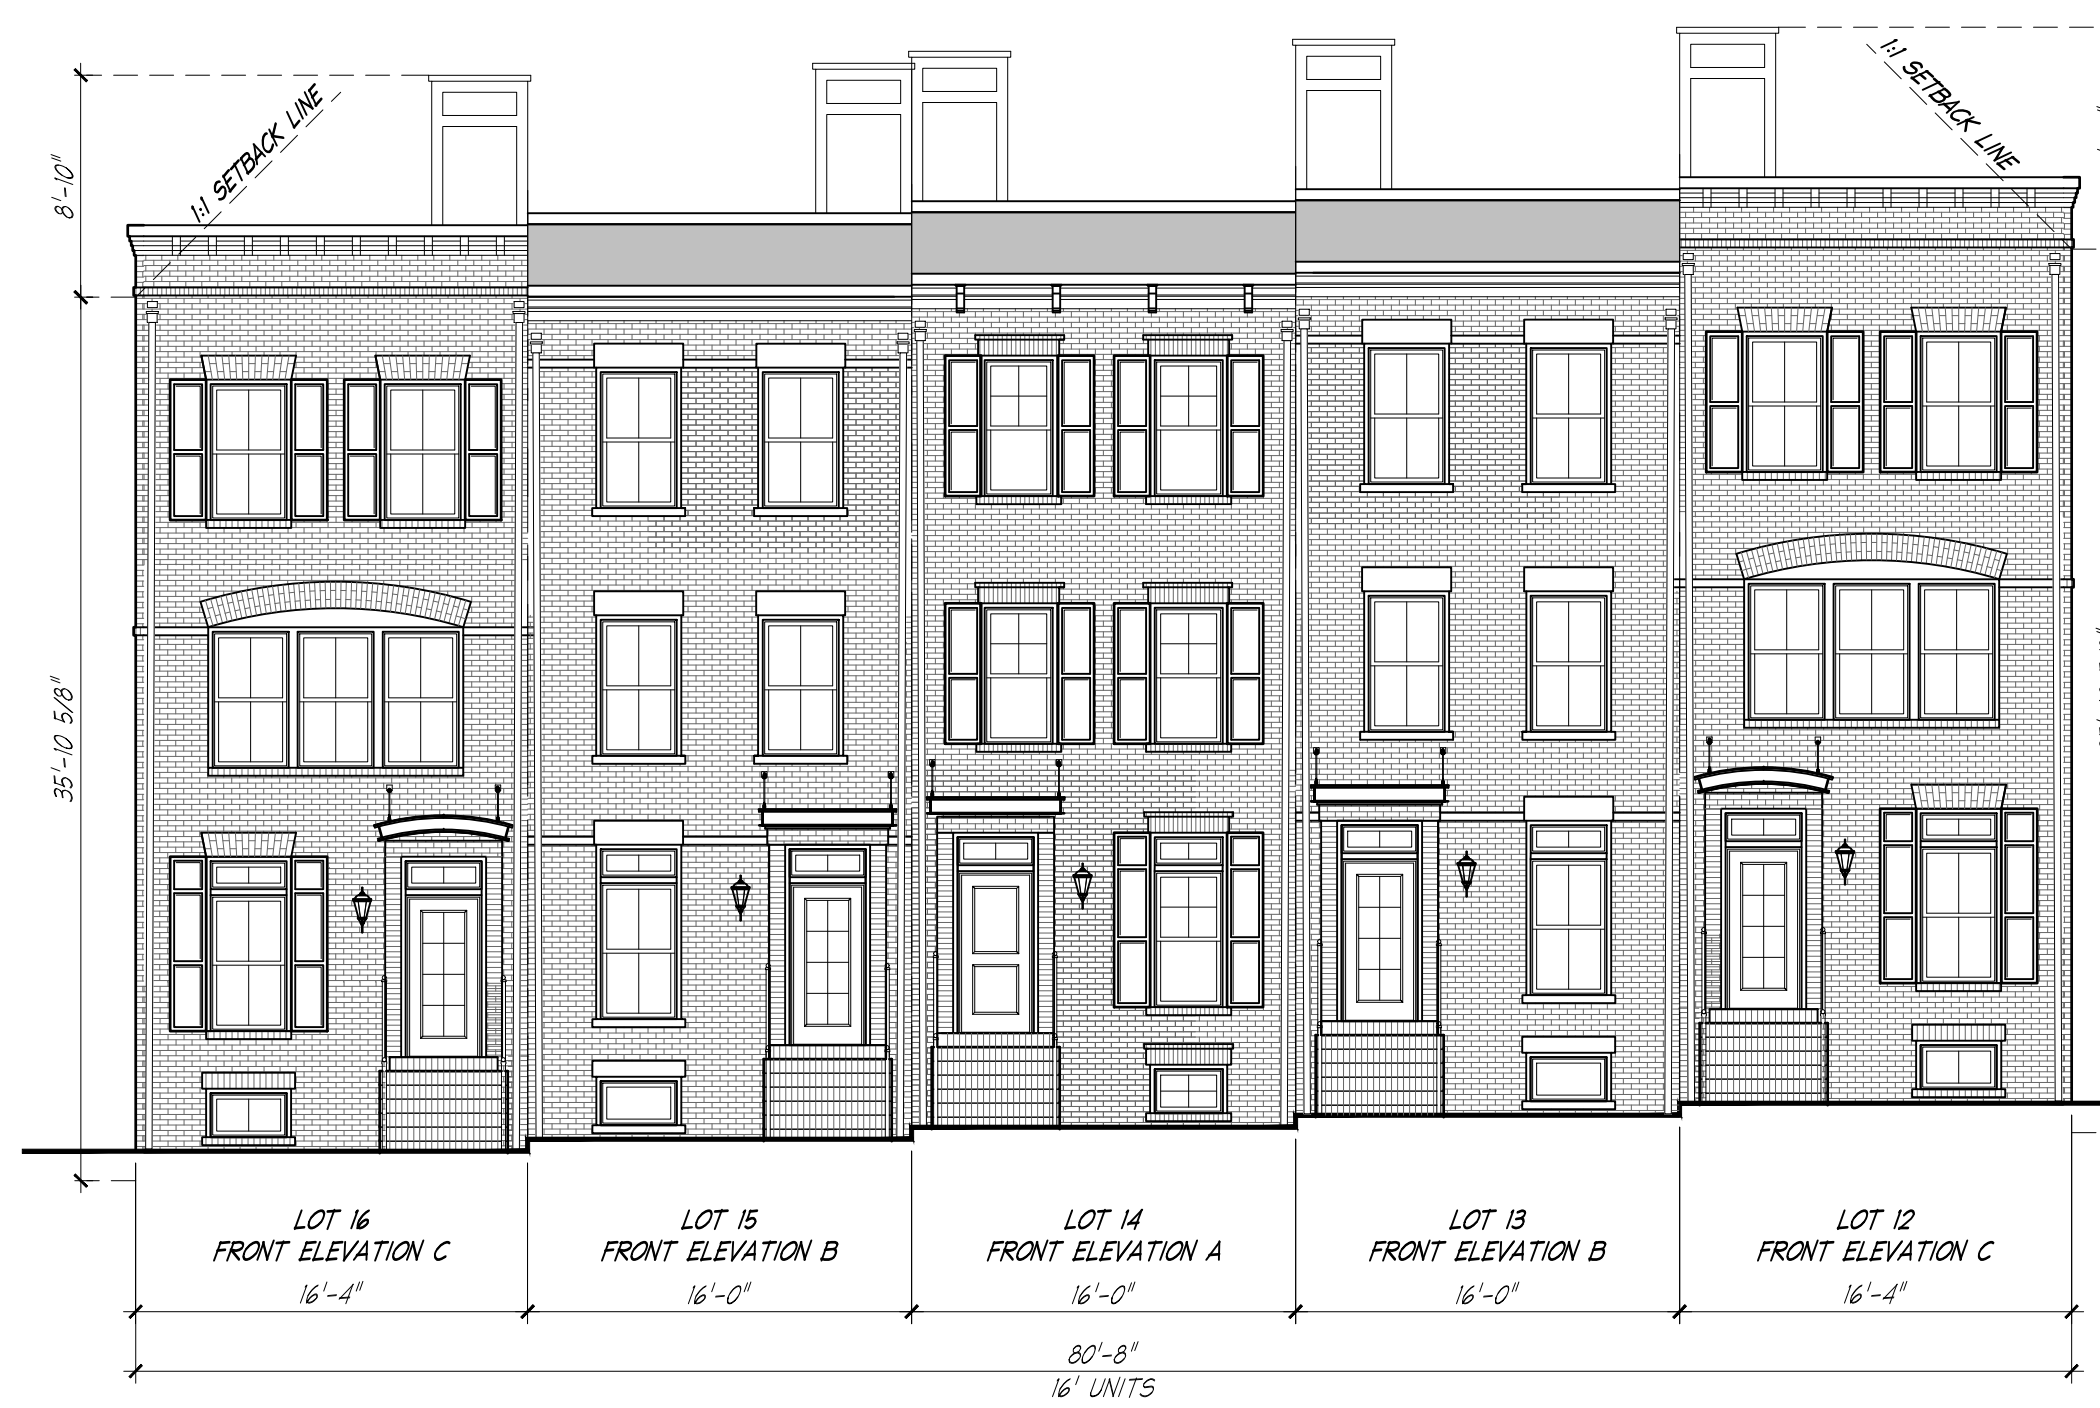 1:1 SETBACK LINE
1:1 SETBACK LINE
8'-10"
35'-10 5/8"
LOT 16
FRONT ELEVATION C
16'-4"
LOT 15
FRONT ELEVATION B
16'-0"
LOT 14
FRONT ELEVATION A
16'-0"
LOT 13
FRONT ELEVATION B
16'-0"
LOT 12
FRONT ELEVATION C
16'-4"
80'-8"
16' UNITS